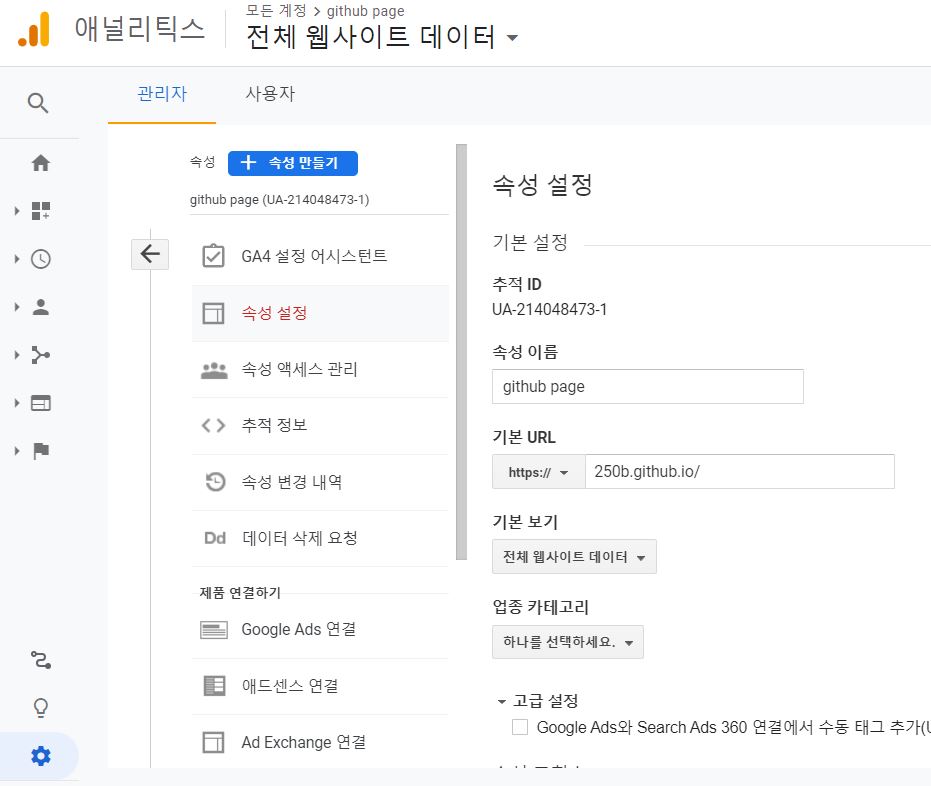 애널리틱스
모든 계정 > github page
전체 웹사이트 데이터
관리자
사용자
속성
+ 속성 만들기
github page (UA-214048473-1)
GA4 설정 어시스턴트
속성 설정
속성 액세스 관리
추적 정보
속성 변경 내역
Dd 데이터 삭제 요청
제품 연결하기
Google Ads 연결
애드센스 연결
Ad Exchange 연결
속성 설정
기본 설정
추적 ID
UA-214048473-1
속성 이름
github page
기본 URL
https:// 250b.github.io/
기본 보기
전체 웹사이트 데이터
업종 카테고리
하나를 선택하세요.
고급 설정
Google Ads와 Search Ads 360 연결에서 수동 태그 추가(